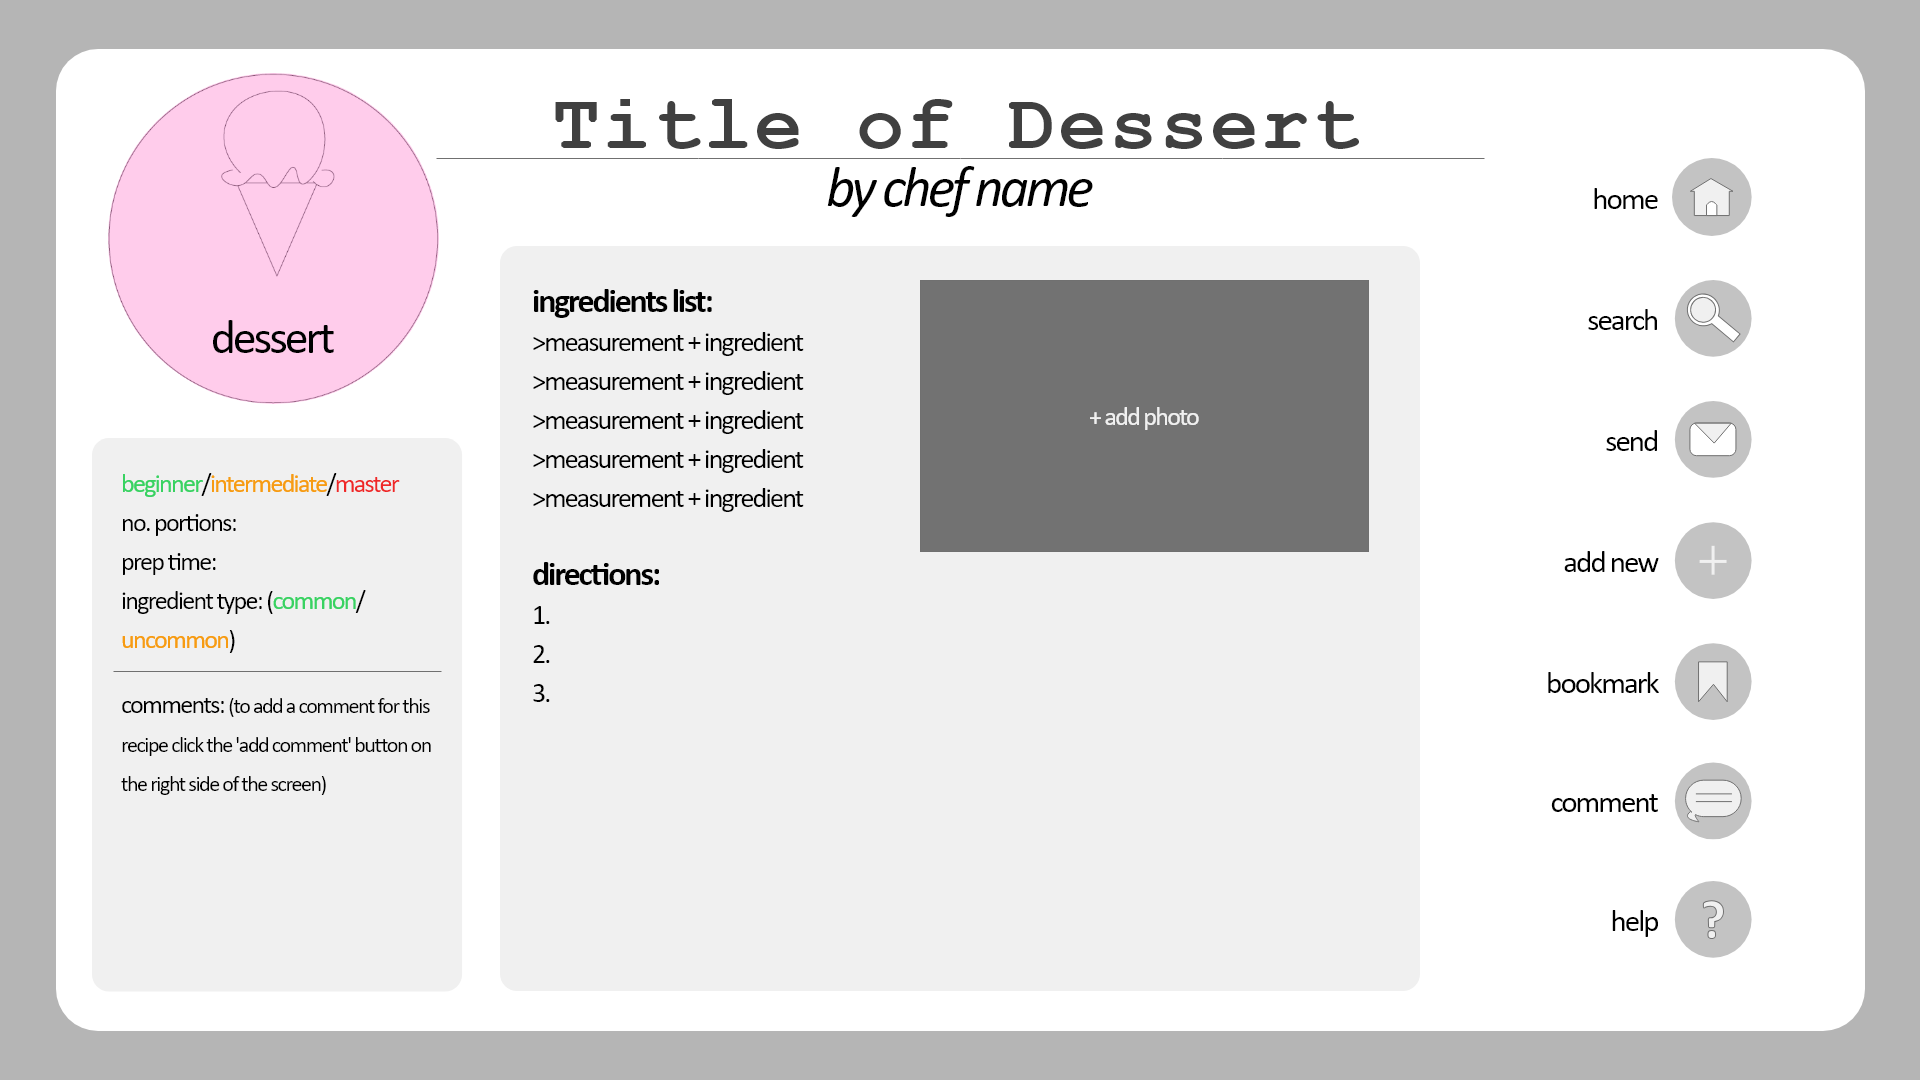 Title of Dessert
by chef name
dessert
beginner/intermediate/master
no. portions:
prep time:
ingredient type: (common/
uncommon)
comments: (to add a comment for this
recipe click the 'add comment' button on
the right side of the screen)
ingredients list:
>measurement + ingredient
>measurement + ingredient
>measurement + ingredient
>measurement + ingredient
>measurement + ingredient
+ add photo
directions:
1.
2.
3.
home
search
send
add new
bookmark
comment
help
?